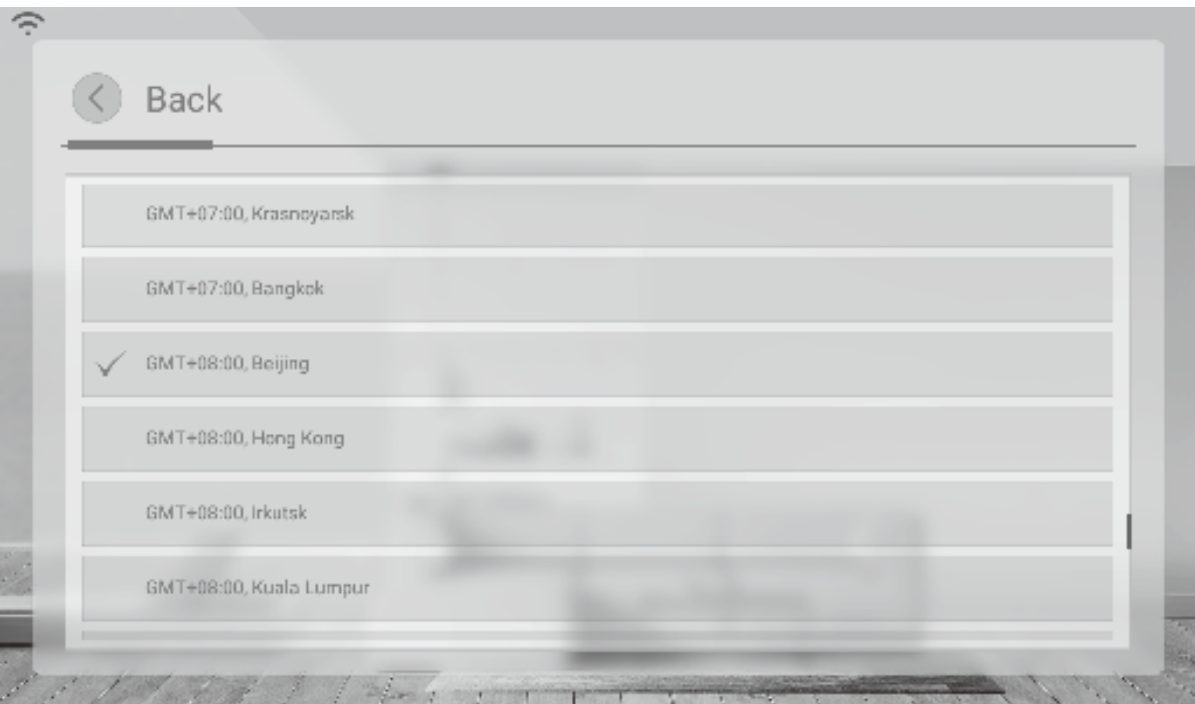 Back
GMT+07:00, Krasnoyarsk
GMT+07:00, Bangkok
GMT+08:00, Beijing
GMT+08:00, Hong Kong
GMT+08:00, Irkutsk
GMT+08:00, Kuala Lumpur